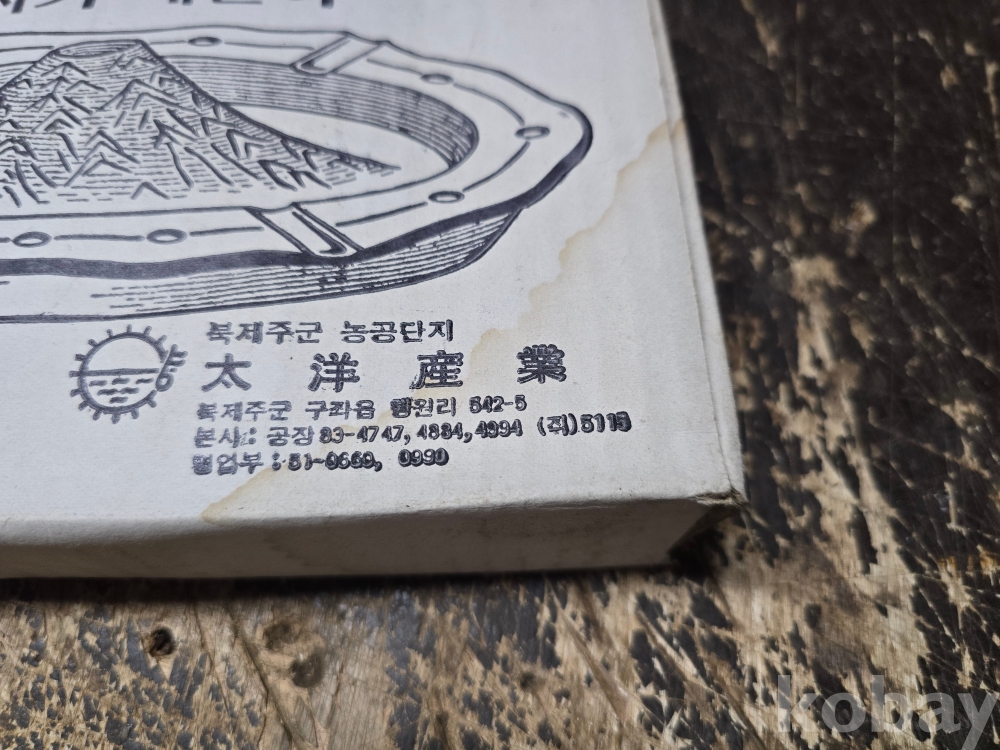 북제주군 농공단지
太洋産業
북제주군 구좌읍 행원리 542-5
본사: 공장 83-4747, 4884, 4994 (직)5115
영업부 : 51-0660, 0990
kobay